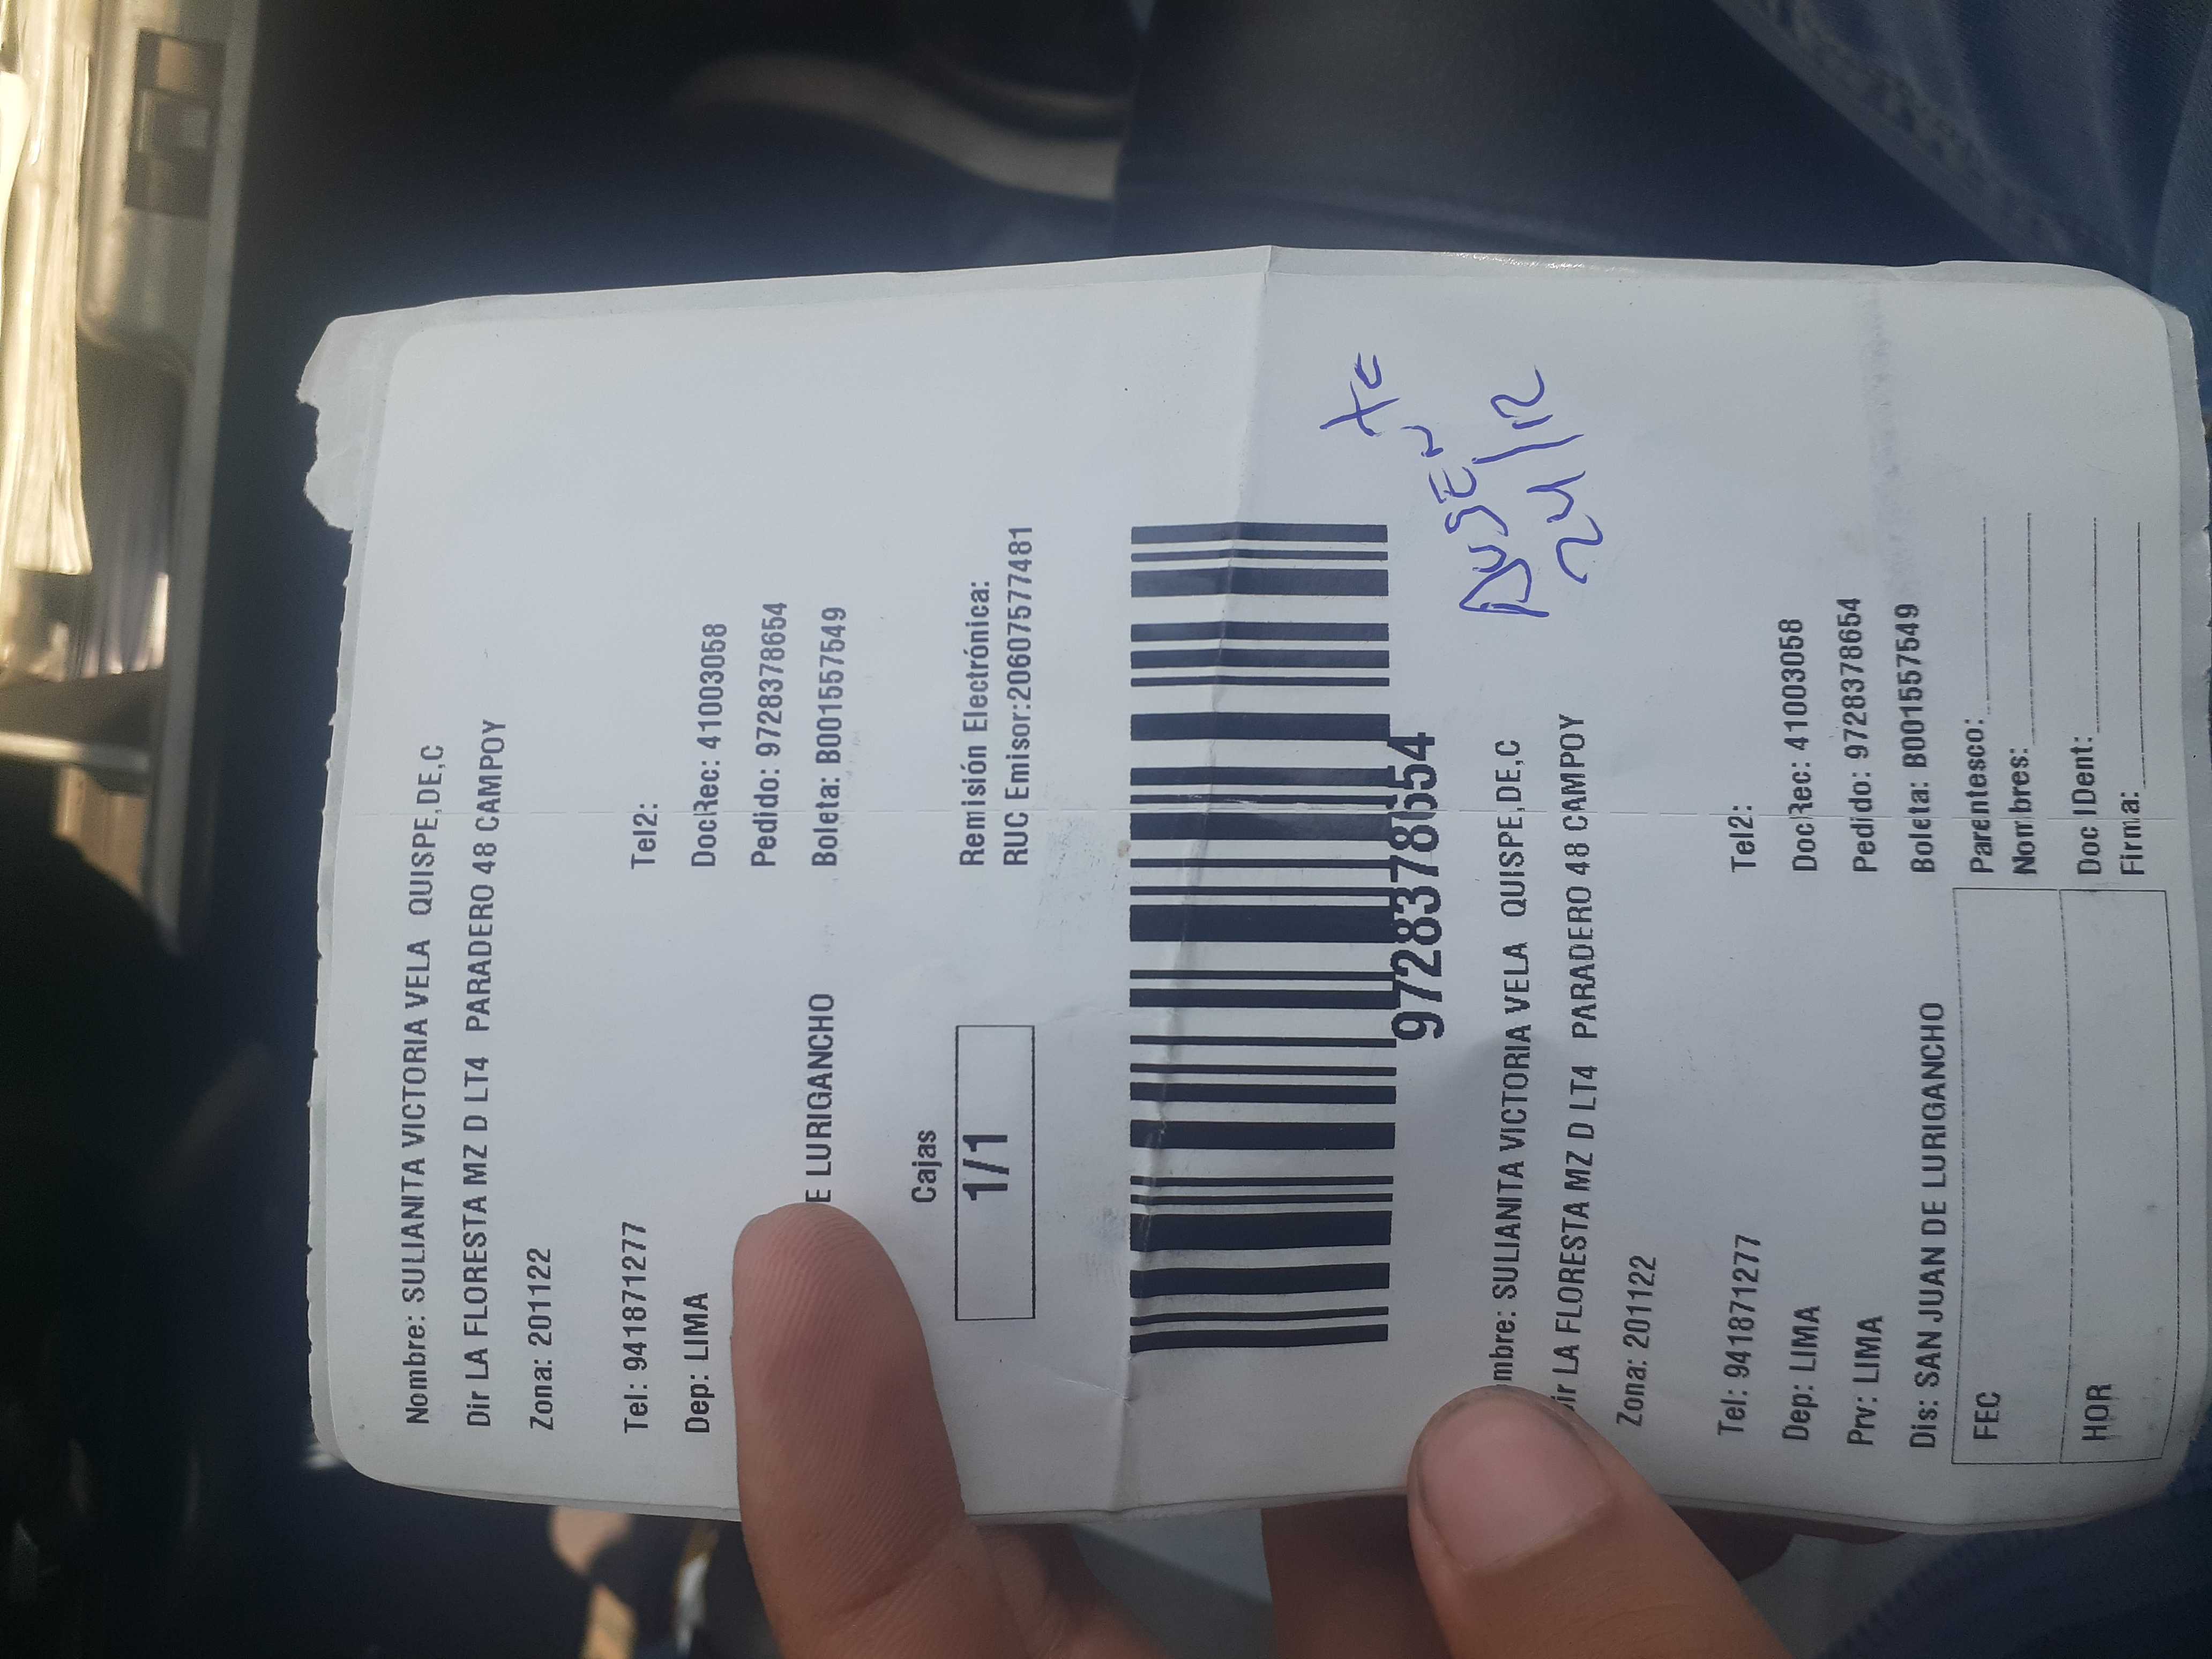 Nombre: SULIANITA VICTORIA VELA QUISPE,DE,C
Dir LA FLORESTA MZ D LT4 PARADERO 48 CAMPOY
Zona: 201122
Tel: 941871277 Tel2:
Dep: LIMA DocRec: 41003058
Pedido: 9728378654
E LURIGANCHO Boleta: B001557549
Cajas
1/1
Remisión Electrónica:
RUC Emisor:20607577481
9728378654
AUSEN
24/12
mbre: SULIANITA VICTORIA VELA QUISPE,DE,C
ir LA FLORESTA MZ D LT4 PARADERO 48 CAMPOY
Zona: 201122
Tel: 941871277 Tel2:
Dep: LIMA DocRec: 41003058
Prv: LIMA Pedido: 9728378654
Dis: SAN JUAN DE LURIGANCHO Boleta: B001557549
FEC Parentesco:
Nombres:
HOR Doc IDent:
Firma: